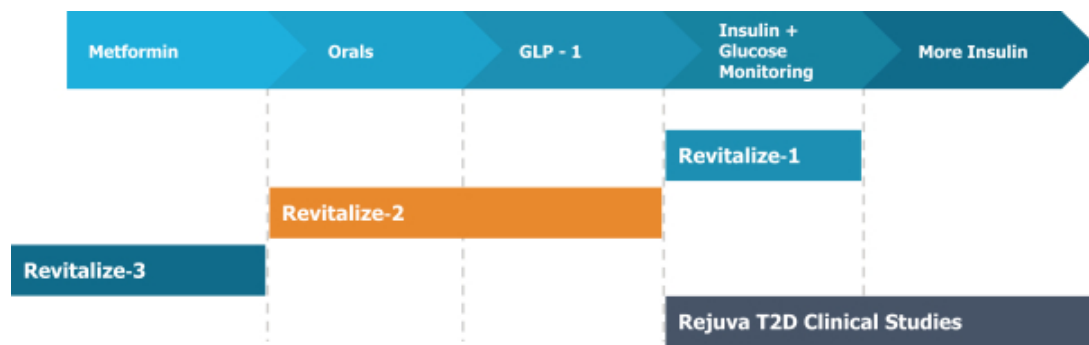 Metformin
Orals
GLP - 1
Insulin +
Glucose
Monitoring
More Insulin
Revitalize-1
Revitalize-2
Revitalize-3
Rejuva T2D Clinical Studies